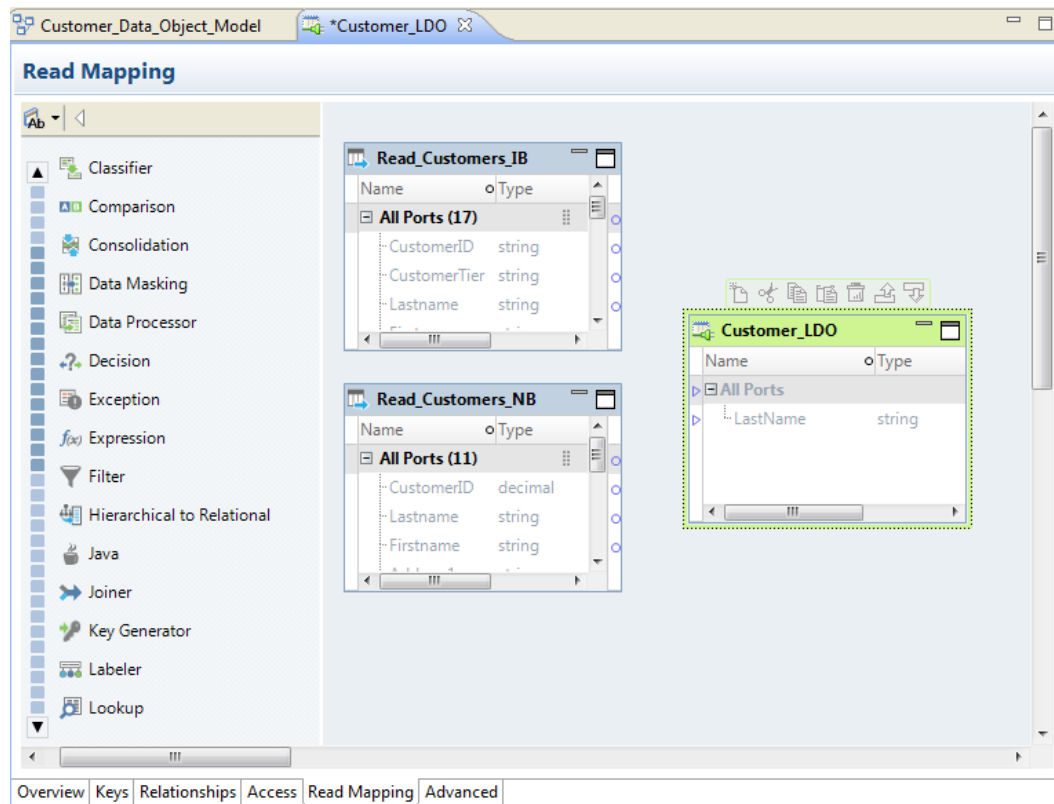 Customer_Data_Object_Model *Customer_LDO
Read Mapping
Ab
Classifier
Comparison
Consolidation
Data Masking
Data Processor
Decision
Exception
f(x) Expression
Filter
Hierarchical to Relational
Java
Joiner
Key Generator
Labeler
Lookup
Read_Customers_IB
Name Type
All Ports (17)
CustomerID string
CustomerTier string
Lastname string
Read_Customers_NB
Name Type
All Ports (11)
CustomerID decimal
Lastname string
Firstname string
Customer_LDO
Name Type
All Ports
LastName string
Overview Keys Relationships Access Read Mapping Advanced